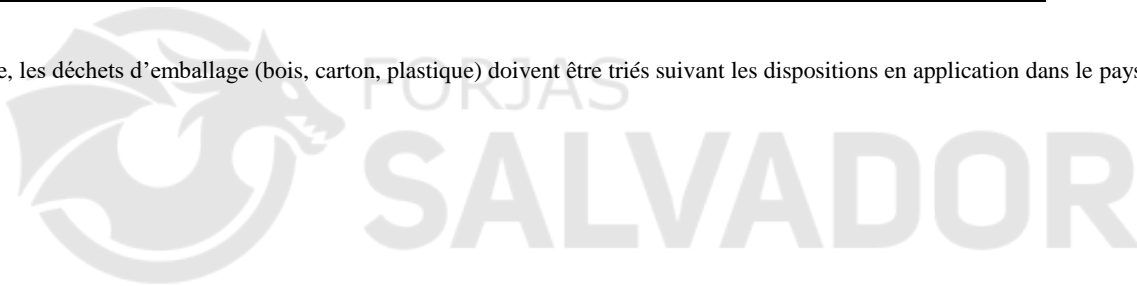 e, les déchets d’emballage (bois, carton, plastique) doivent être triés suivant les dispositions en application dans le pays
FORJAS
SALVADOR